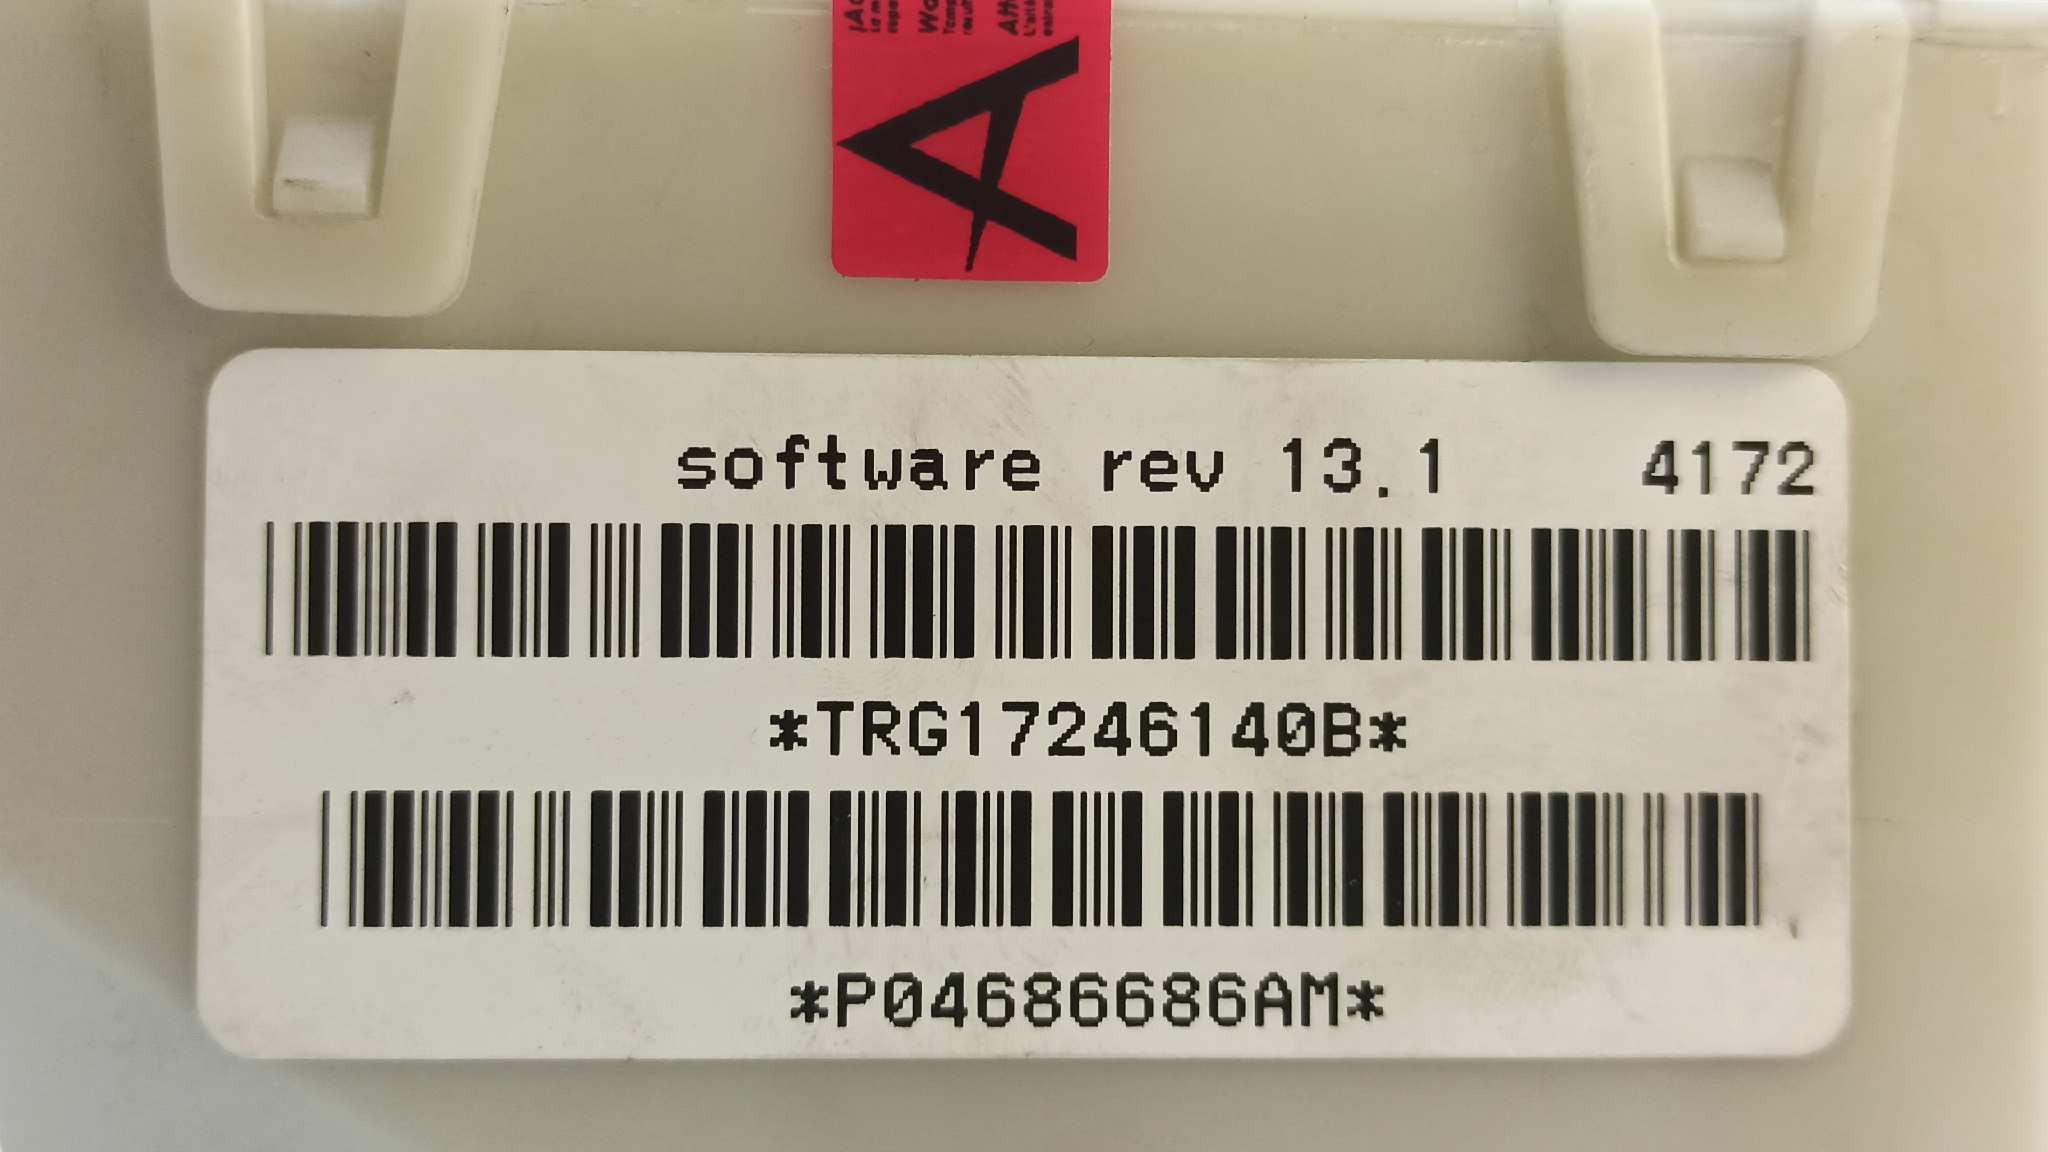 A
software rev 13.1 4172
*TRG17246140B*
*P04686686AM*